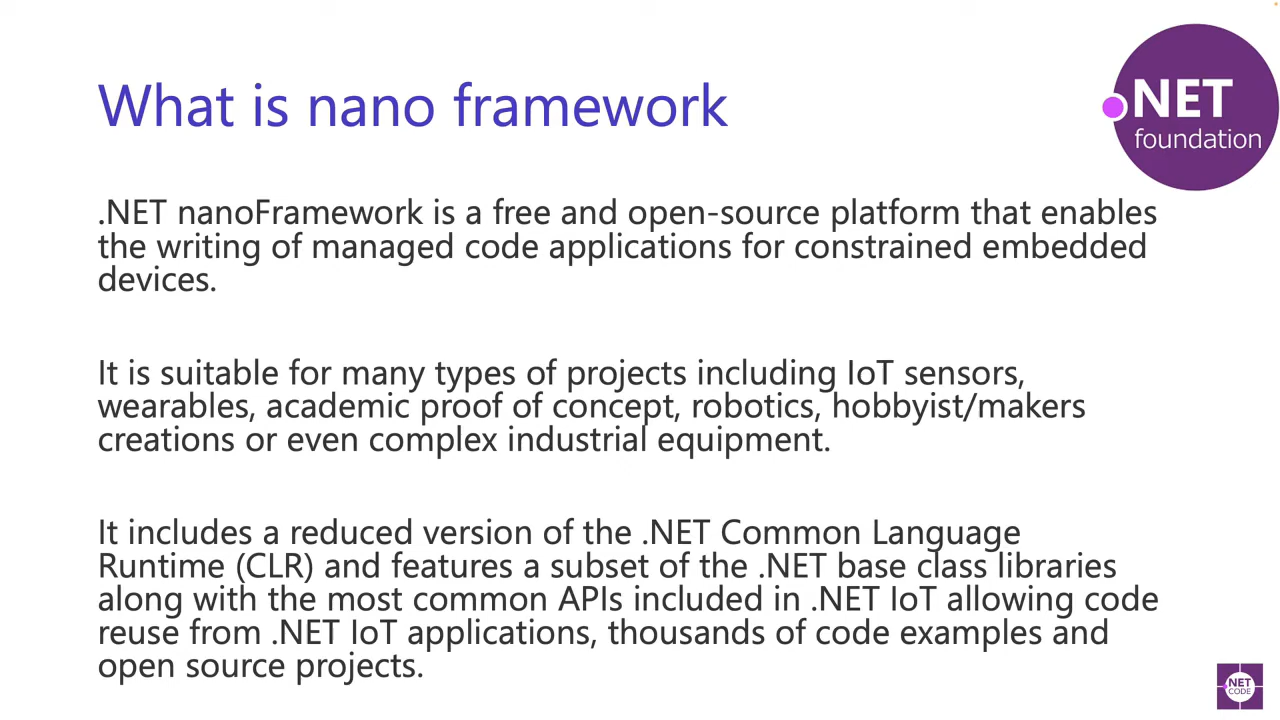 What is nano framework
.NET
foundation
.NET nanoFramework is a free and open-source platform that enables
the writing of managed code applications for constrained embedded
devices.
It is suitable for many types of projects including IoT sensors,
wearables, academic proof of concept, robotics, hobbyist/makers
creations or even complex industrial equipment.
It includes a reduced version of the .NET Common Language
Runtime (CLR) and features a subset of the .NET base class libraries
along with the most common APIs included in .NET IoT allowing code
reuse from .NET IoT applications, thousands of code examples and
open source projects.
.NET
CODE